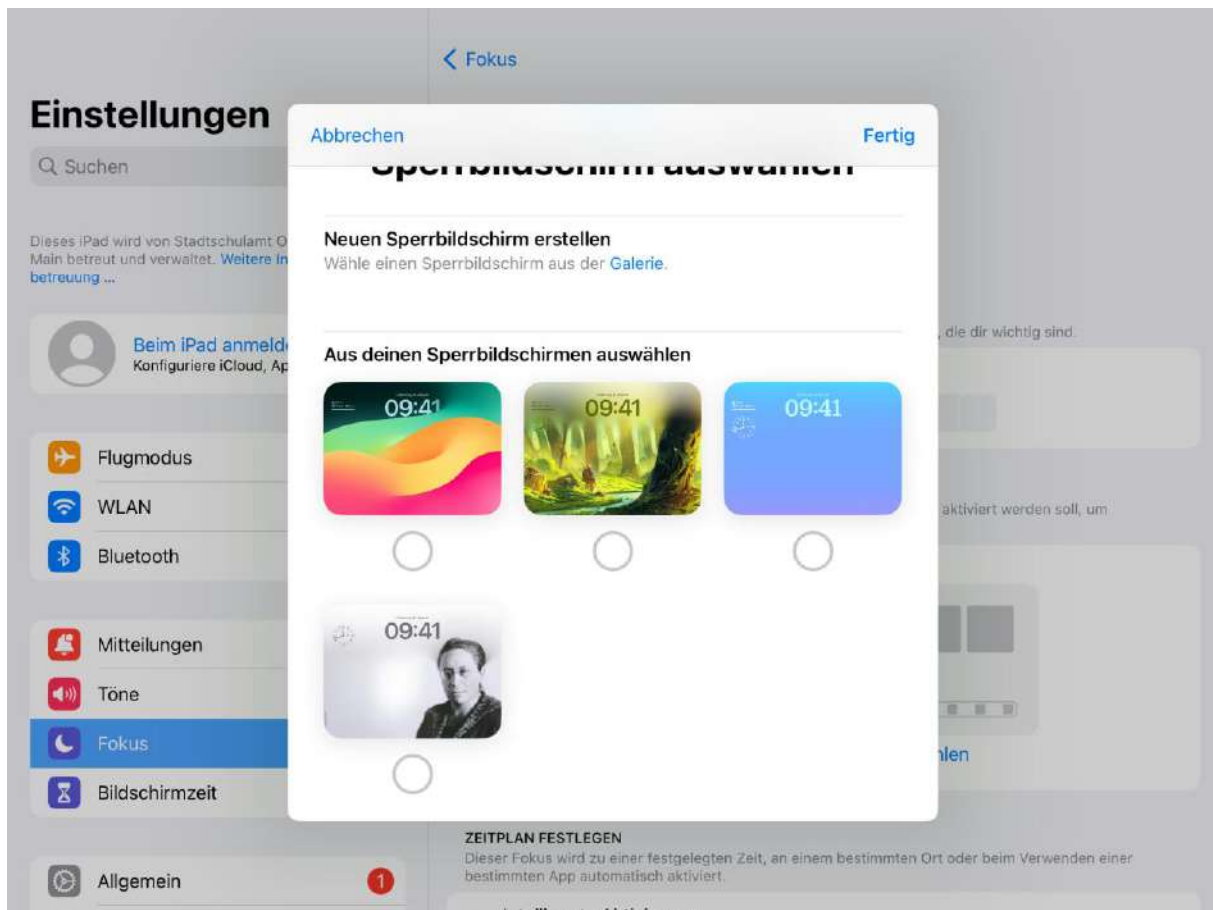 Fokus
Einstellungen
Abbrechen
Fertig
Suchen
Sperrbildschirm auswählen
Dieses iPad wird von Stadtschulamt O
Main betreut und verwaltet. Weitere In
betreuung ...
Neuen Sperrbildschirm erstellen
Wähle einen Sperrbildschirm aus der Galerie.
Beim iPad anmeld
Konfiguriere iCloud, Ap
, die dir wichtig sind.
Aus deinen Sperrbildschirmen auswählen
09:41
09:41
09:41
Flugmodus
WLAN
aktiviert werden soll, um
Bluetooth
09:41
Mitteilungen
Töne
Fokus
hlen
Bildschirmzeit
ZEITPLAN FESTLEGEN
Dieser Fokus wird zu einer festgelegten Zeit, an einem bestimmten Ort oder beim Verwenden einer
bestimmten App automatisch aktiviert.
Allgemein
1